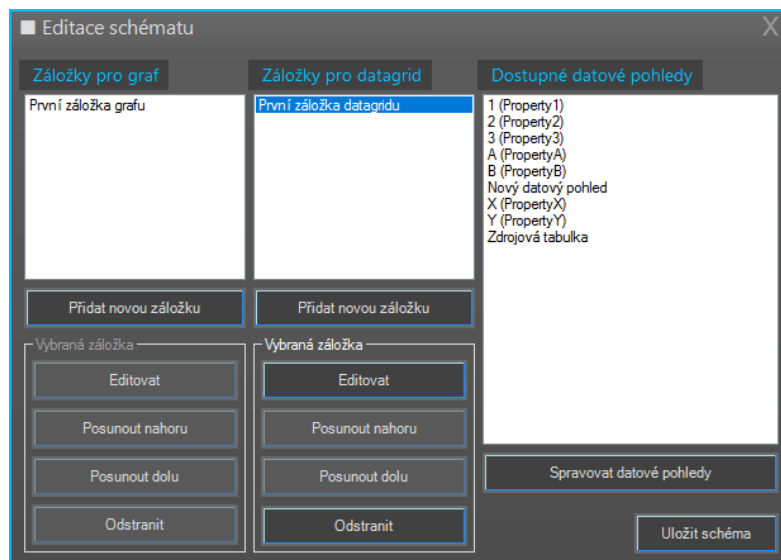 Editace schématu
X
Záložky pro graf
První záložka grafu
Přidat novou záložku
Vybraná záložka
Editovat
Posunout nahoru
Posunout dolu
Odstranit
Záložky pro datagrid
První záložka datagridu
Přidat novou záložku
Vybraná záložka
Editovat
Posunout nahoru
Posunout dolu
Odstranit
Dostupné datové pohledy
1 (Property1)
2 (Property2)
3 (Property3)
A (PropertyA)
B (PropertyB)
Nový datový pohled
X (PropertyX)
Y (PropertyY)
Zdrojová tabulka
Spravovat datové pohledy
Uložit schéma